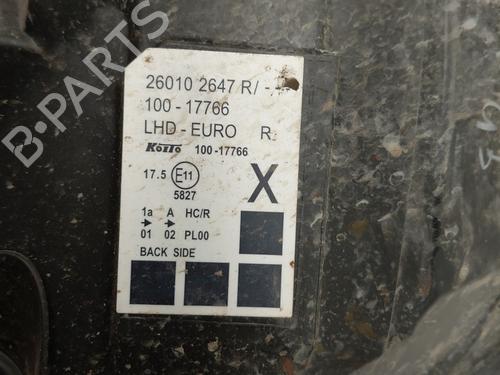 26010 2647 R/ -
100 - 17766
LHD - EURO R
KOITO 100-17766
17.5 E11 X
5827
1a A HC/R
01 02 PL00
BACK SIDE
B-PARTS